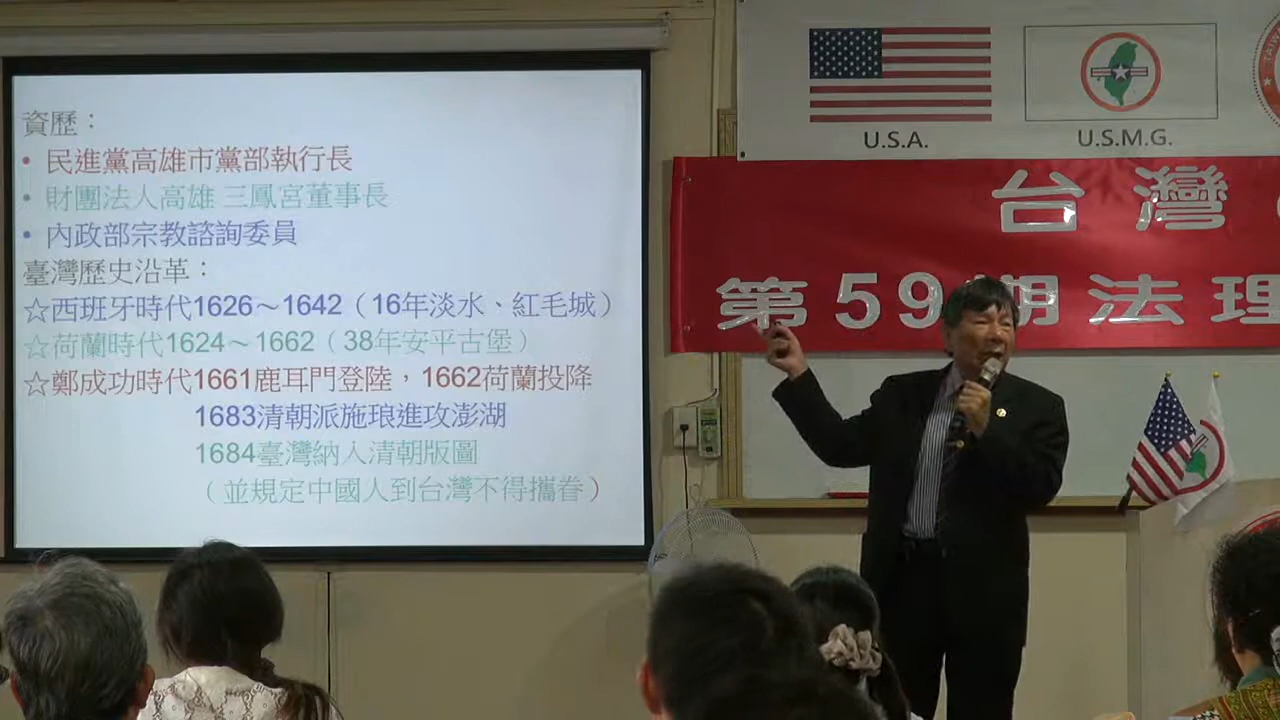 資歷：
• 民進黨高雄市黨部執行長
• 財團法人高雄 三鳳宮董事長
• 內政部宗教諮詢委員
臺灣歷史沿革：
☆西班牙時代1626～1642（16年淡水、紅毛城）
☆荷蘭時代1624～1662（38年安平古堡）
☆鄭成功時代1661鹿耳門登陸，1662荷蘭投降
1683清朝派施琅進攻澎湖
1684臺灣納入清朝版圖
（並規定中國人到台灣不得攜眷）
U.S.A.
U.S.M.G.
台灣
第59期法理